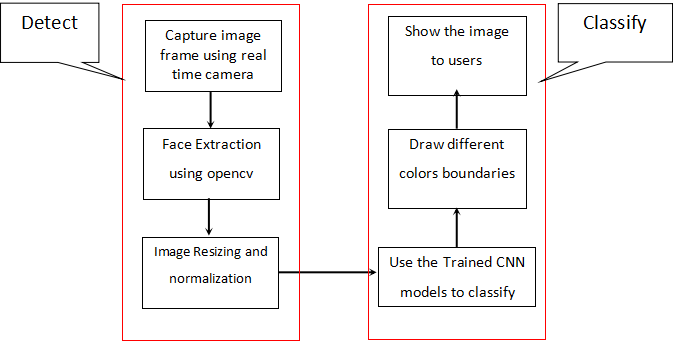 Detect
Capture image
frame using real
time camera
Face Extraction
using opencv
Image Resizing and
normalization
Classify
Show the image
to users
Draw different
colors boundaries
Use the Trained CNN
models to classify